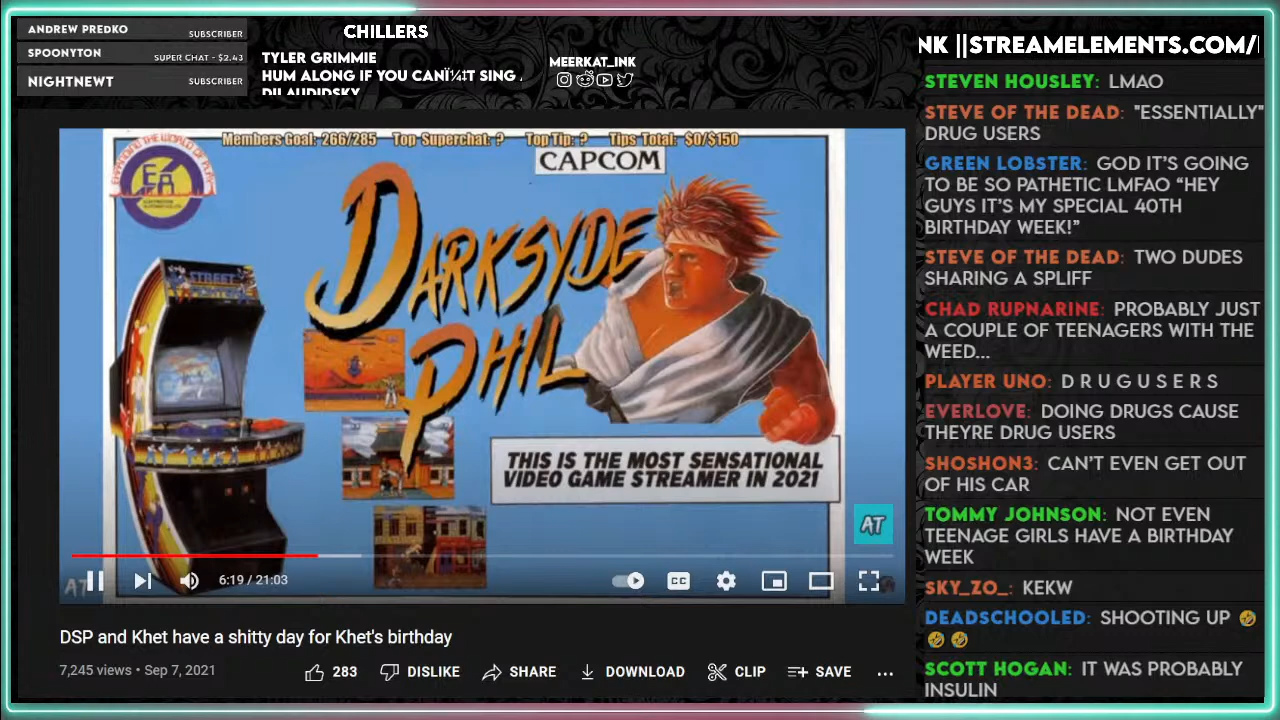 ANDREW PREDKO SUBSCRIBER
SPOONYTON SUPER CHAT - $2.43
NIGHTNEWT SUBSCRIBER
CHILLERS
TYLER GRIMMIE
HUM ALONG IF YOU CANÏ¼‡T SING
DJ AUDIDSKY
MEERKAT_INK
NK ||STREAMELEMENTS.COM/
Members Goal: 266/285 Top Superchat: ? Top Tip: ? Tips Total: $0/$150
CAPCOM
EA
STREET
DARKSYDE
PHIL
THIS IS THE MOST SENSATIONAL
VIDEO GAME STREAMER IN 2021
AT
AT
6:19 / 21:03
CC
DSP and Khet have a shitty day for Khet's birthday
7,245 views • Sep 7, 2021
283 DISLIKE SHARE DOWNLOAD CLIP SAVE ...
STEVEN HOUSLEY: LMAO
STEVE OF THE DEAD: "ESSENTIALLY"
DRUG USERS
GREEN LOBSTER: GOD IT'S GOING
TO BE SO PATHETIC LMFAO “HEY
GUYS IT'S MY SPECIAL 40TH
BIRTHDAY WEEK!”
STEVE OF THE DEAD: TWO DUDES
SHARING A SPLIFF
CHAD RUPNARINE: PROBABLY JUST
A COUPLE OF TEENAGERS WITH THE
WEED...
PLAYER UNO: D R U G U S E R S
EVERLOVE: DOING DRUGS CAUSE
THEYRE DRUG USERS
SHOSHON3: CAN'T EVEN GET OUT
OF HIS CAR
TOMMY JOHNSON: NOT EVEN
TEENAGE GIRLS HAVE A BIRTHDAY
WEEK
SKY_ZO_: KEKW
DEADSCHOOLED: SHOOTING UP 🤣
🤣 🤣
SCOTT HOGAN: IT WAS PROBABLY
INSULIN